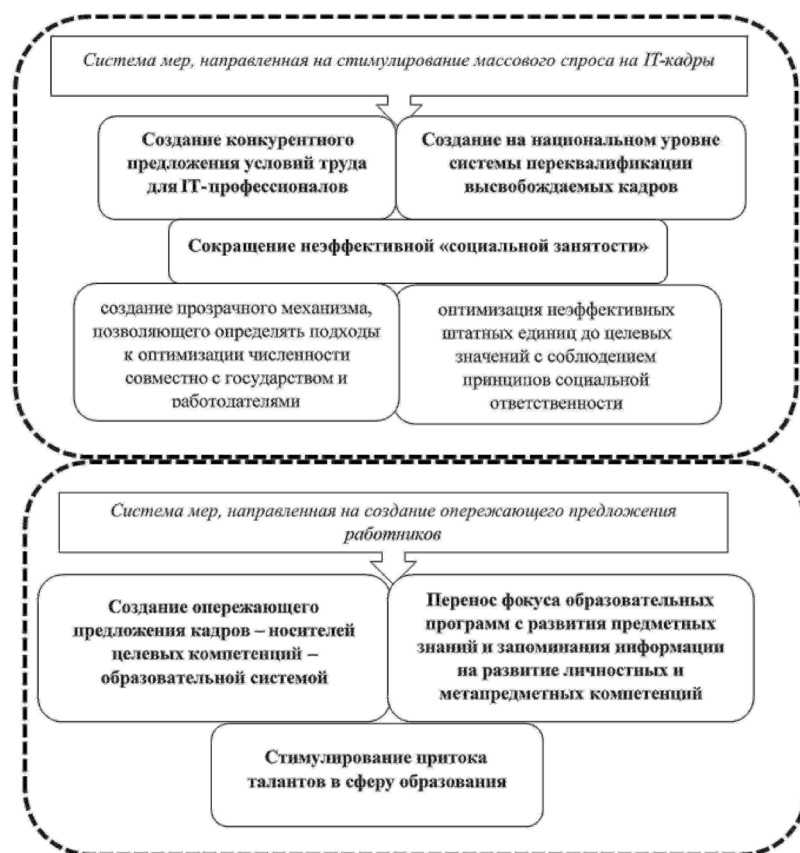 Система мер, направленная на стимулирование массового спроса на IT-кадры
Создание конкурентного
предложения условий труда
для IT-профессионалов
Создание на национальном уровне
системы переквалификации
высвобождаемых кадров
Сокращение неэффективной «социальной занятости»
создание прозрачного механизма,
позволяющего определять подходы
к оптимизации численности
совместно с государством и
работодателями
оптимизация неэффективных
штатных единиц до целевых
значений с соблюдением
принципов социальной
ответственности
Система мер, направленная на создание опережающего предложения
работников
Создание опережающего
предложения кадров – носителей
целевых компетенций –
образовательной системой
Перенос фокуса образовательных
программ с развития предметных
знаний и запоминания информации
на развитие личностных и
метапредметных компетенций
Стимулирование притока
талантов в сферу образования